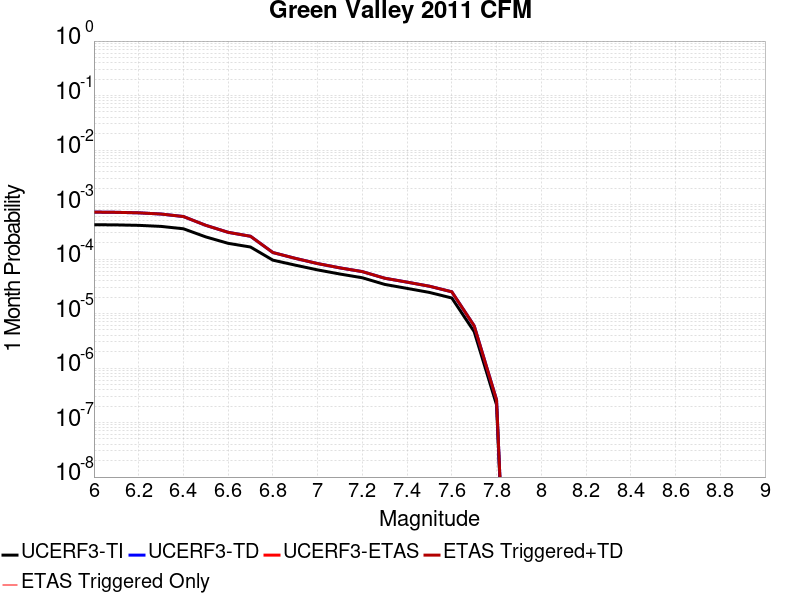 Green Valley 2011 CFM
10^0
10^-1
10^-2
10^-3
10^-4
10^-5
10^-6
10^-7
10^-8
1 Month Probability
6 6.2 6.4 6.6 6.8 7 7.2 7.4 7.6 7.8 8 8.2 8.4 8.6 8.8 9
Magnitude
UCERF3-TI UCERF3-TD UCERF3-ETAS ETAS Triggered+TD
ETAS Triggered Only